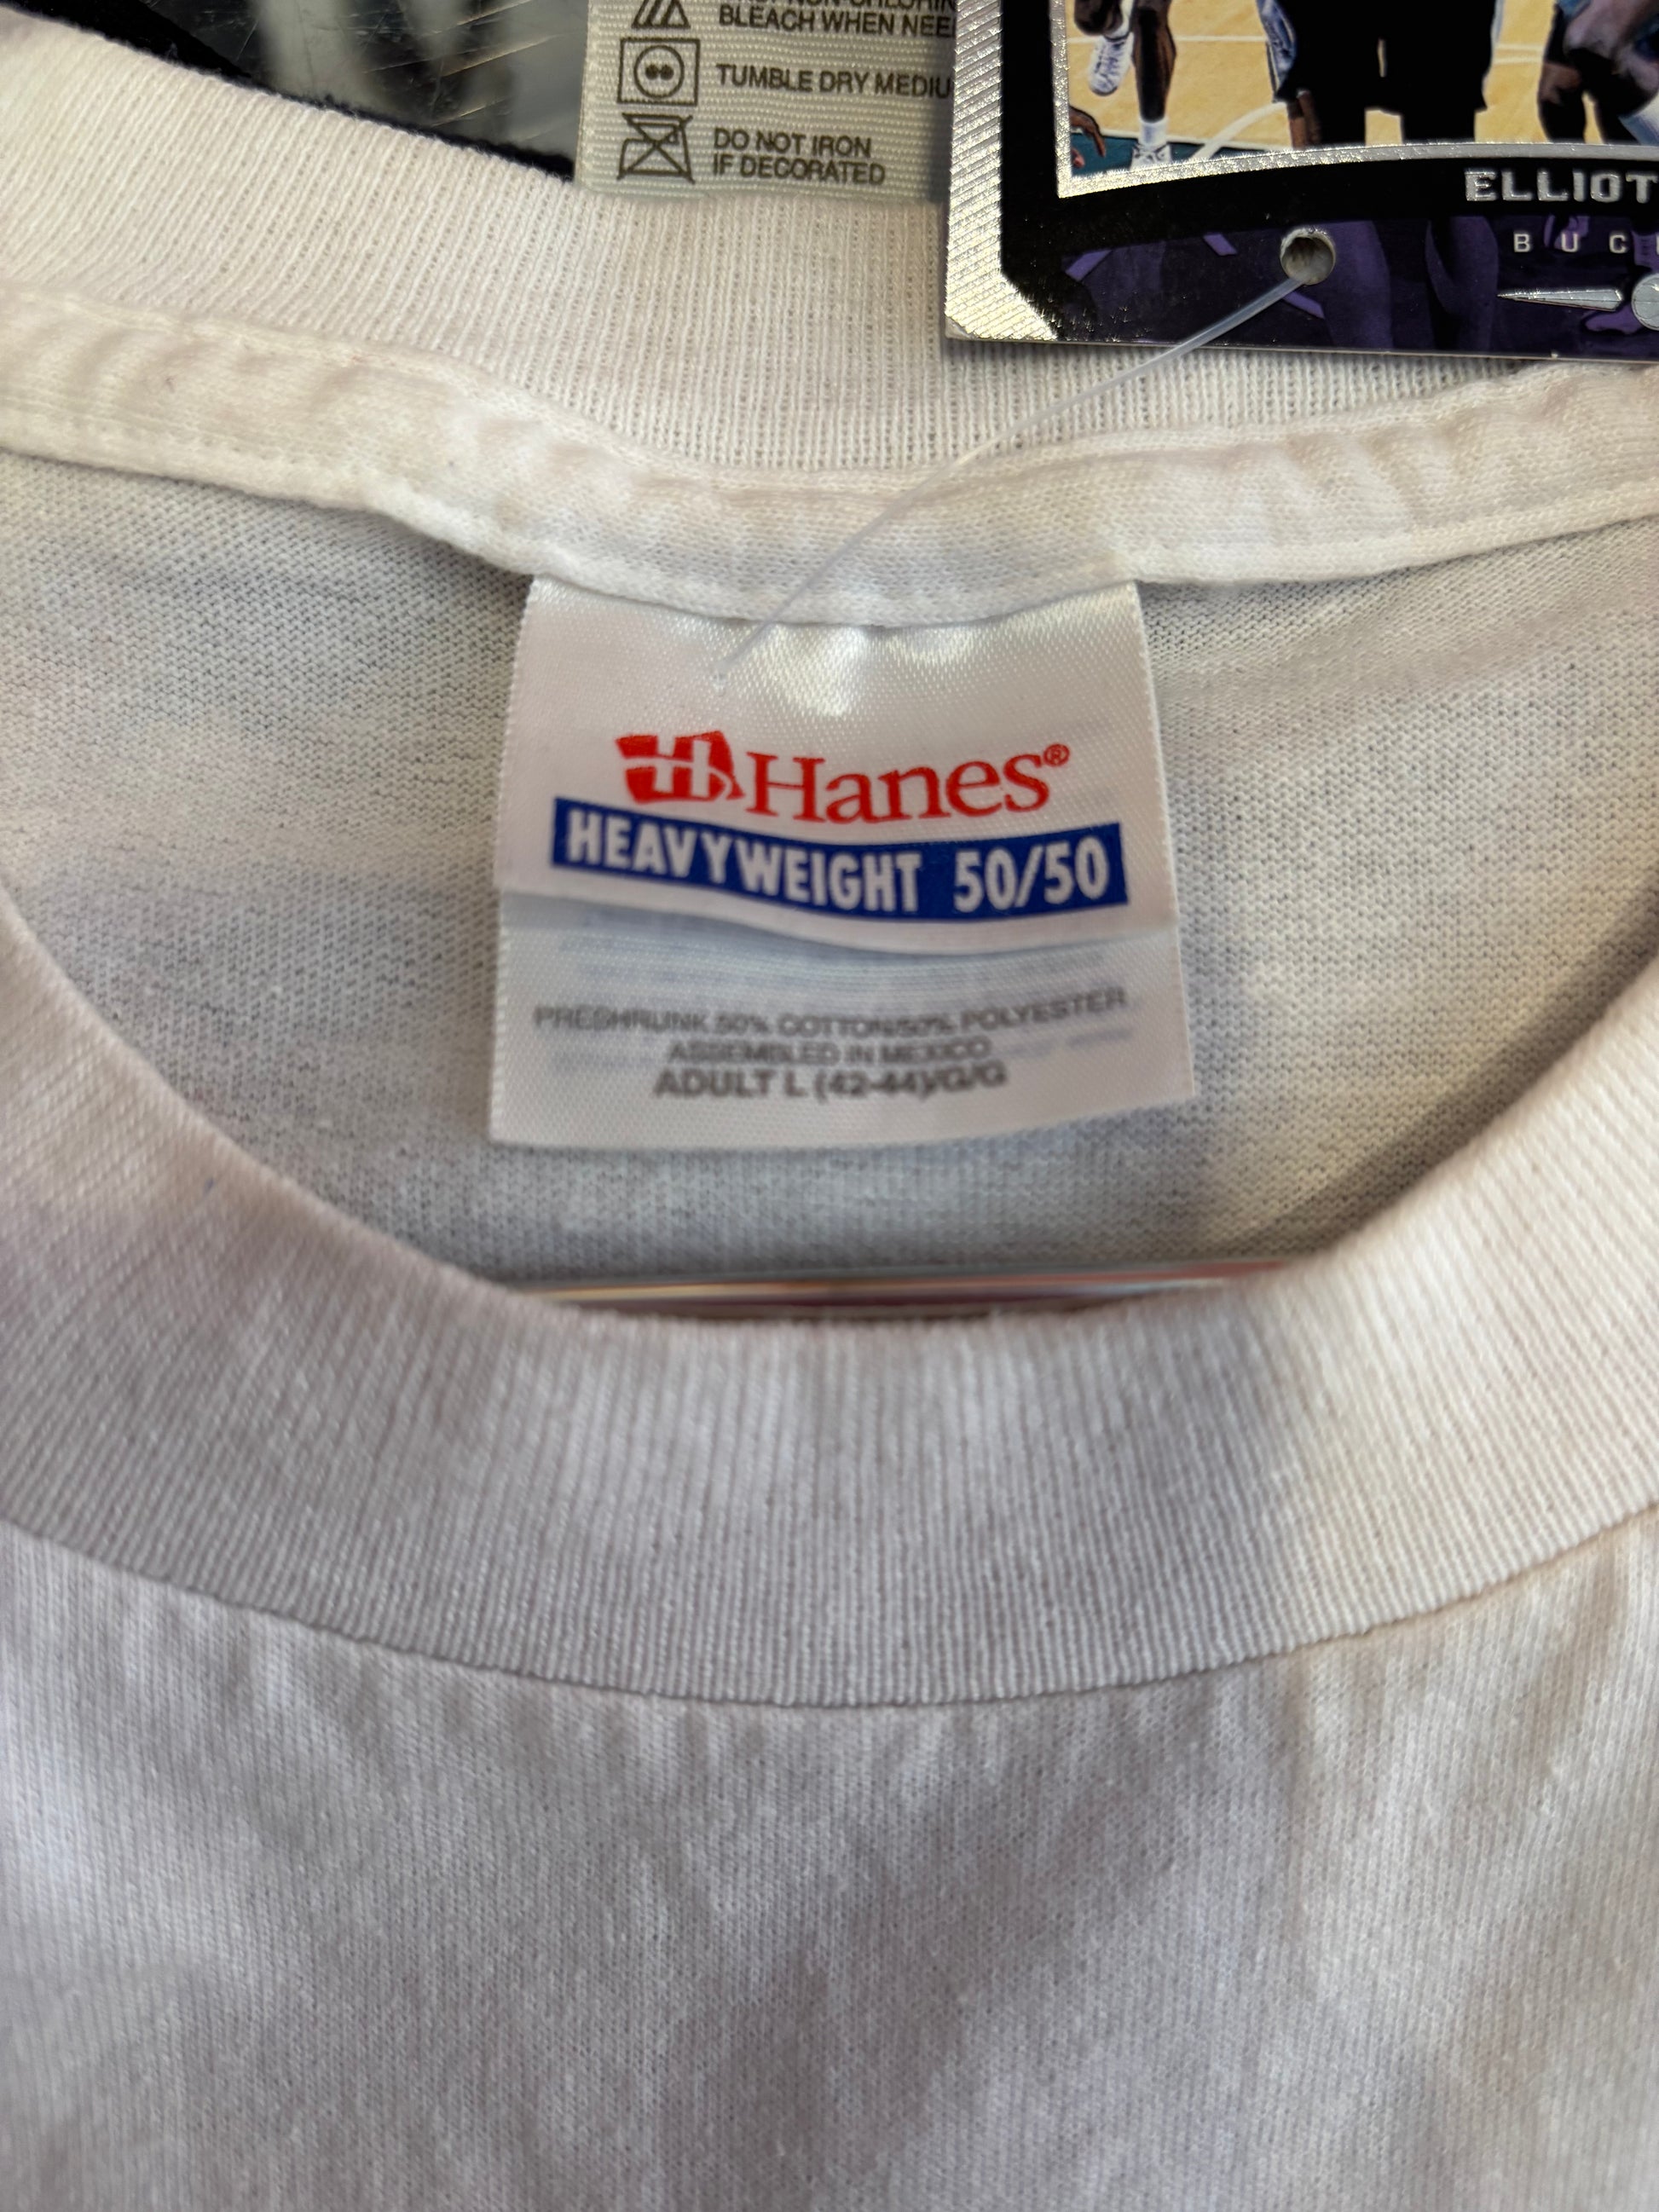 BLEACH WHEN NEE
TUMBLE DRY MEDIU
DO NOT IRON
IF DECORATED
ELLIOT
BUC
Hanes®
HEAVYWEIGHT 50/50
PRESHRUNK 50% COTTON/50% POLYESTER
ASSEMBLED IN MEXICO
ADULT L (42-44)/G/G